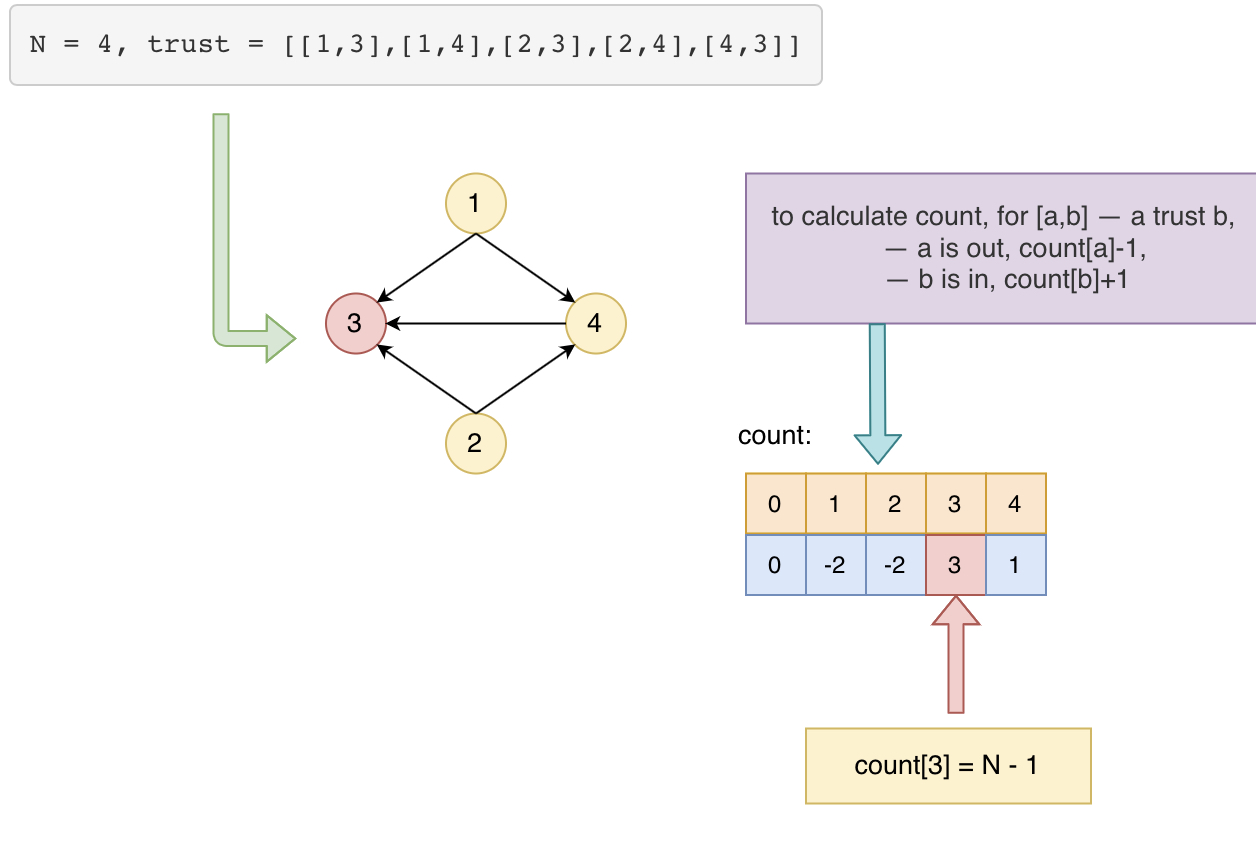 N = 4, trust = [[1,3],[1,4],[2,3],[2,4],[4,3]]
1
3
4
2
to calculate count, for [a,b] — a trust b,
— a is out, count[a]-1,
— b is in, count[b]+1
count:
0 1 2 3 4
0 -2 -2 3 1
count[3] = N - 1